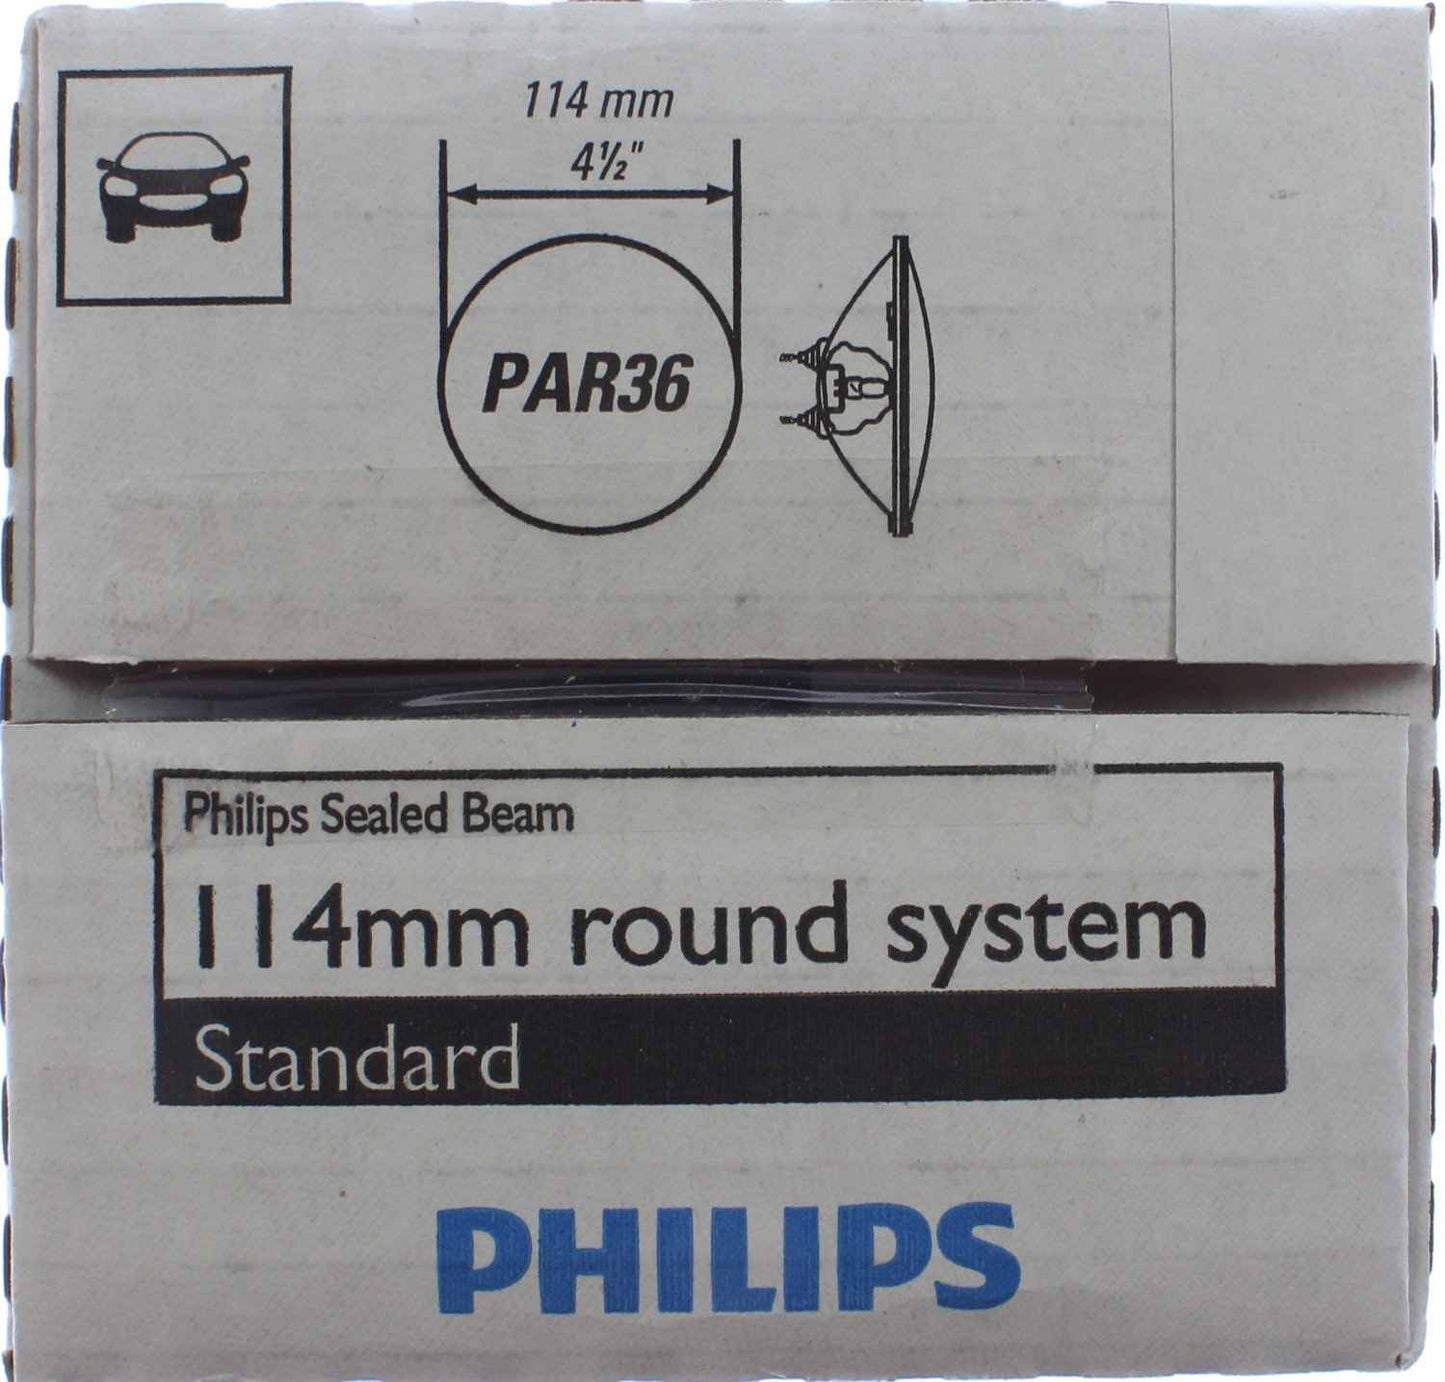 114 mm
4½"
PAR36
Philips Sealed Beam
114mm round system
Standard
PHILIPS